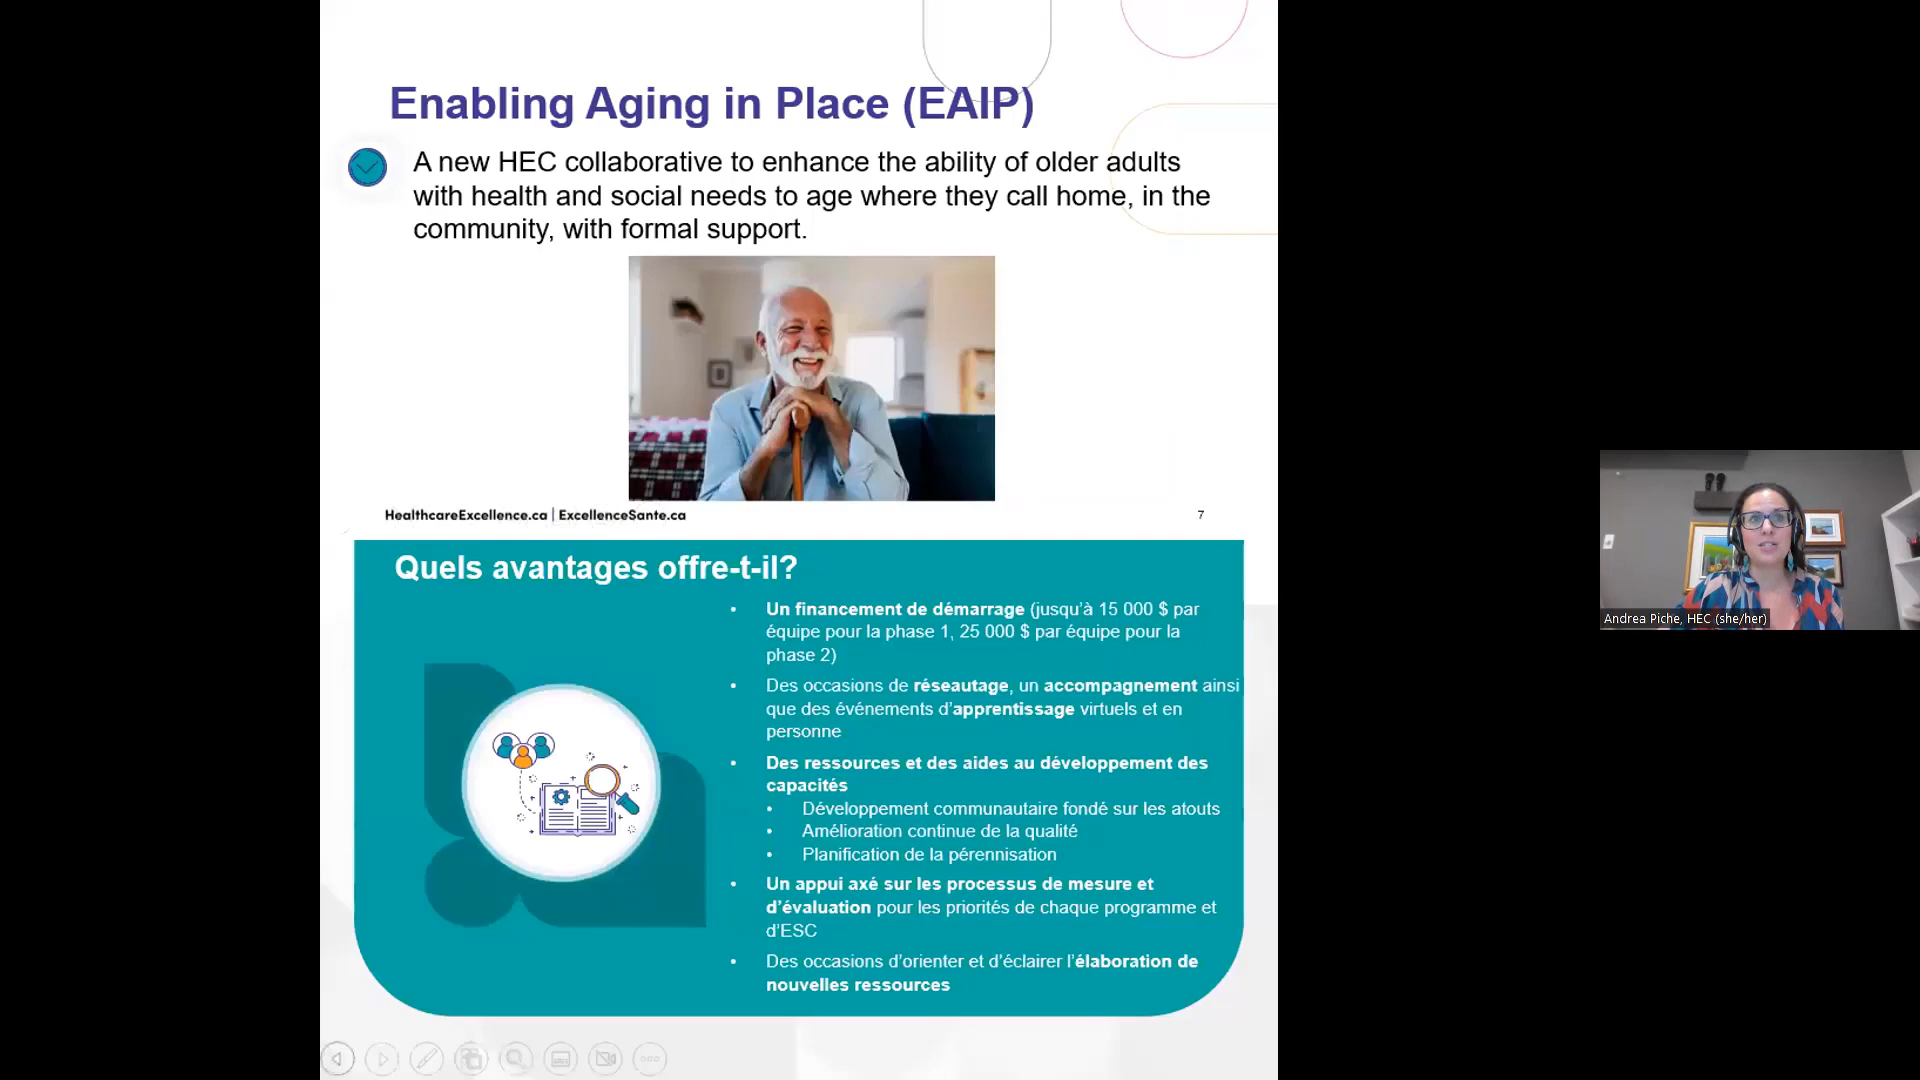 Enabling Aging in Place (EAIP)
A new HEC collaborative to enhance the ability of older adults
with health and social needs to age where they call home, in the
community, with formal support.
HealthcareExcellence.ca | ExcellenceSante.ca
7
Quels avantages offre-t-il?
• Un financement de démarrage (jusqu'à 15 000 $ par
équipe pour la phase 1, 25 000 $ par équipe pour la
phase 2)
• Des occasions de réseautage, un accompagnement ainsi
que des événements d'apprentissage virtuels et en
personne
• Des ressources et des aides au développement des
capacités
• Développement communautaire fondé sur les atouts
• Amélioration continue de la qualité
• Planification de la pérennisation
• Un appui axé sur les processus de mesure et
d'évaluation pour les priorités de chaque programme et
d'ESC
• Des occasions d'orienter et d'éclairer l'élaboration de
nouvelles ressources
Andrea Piche, HEC (she/her)